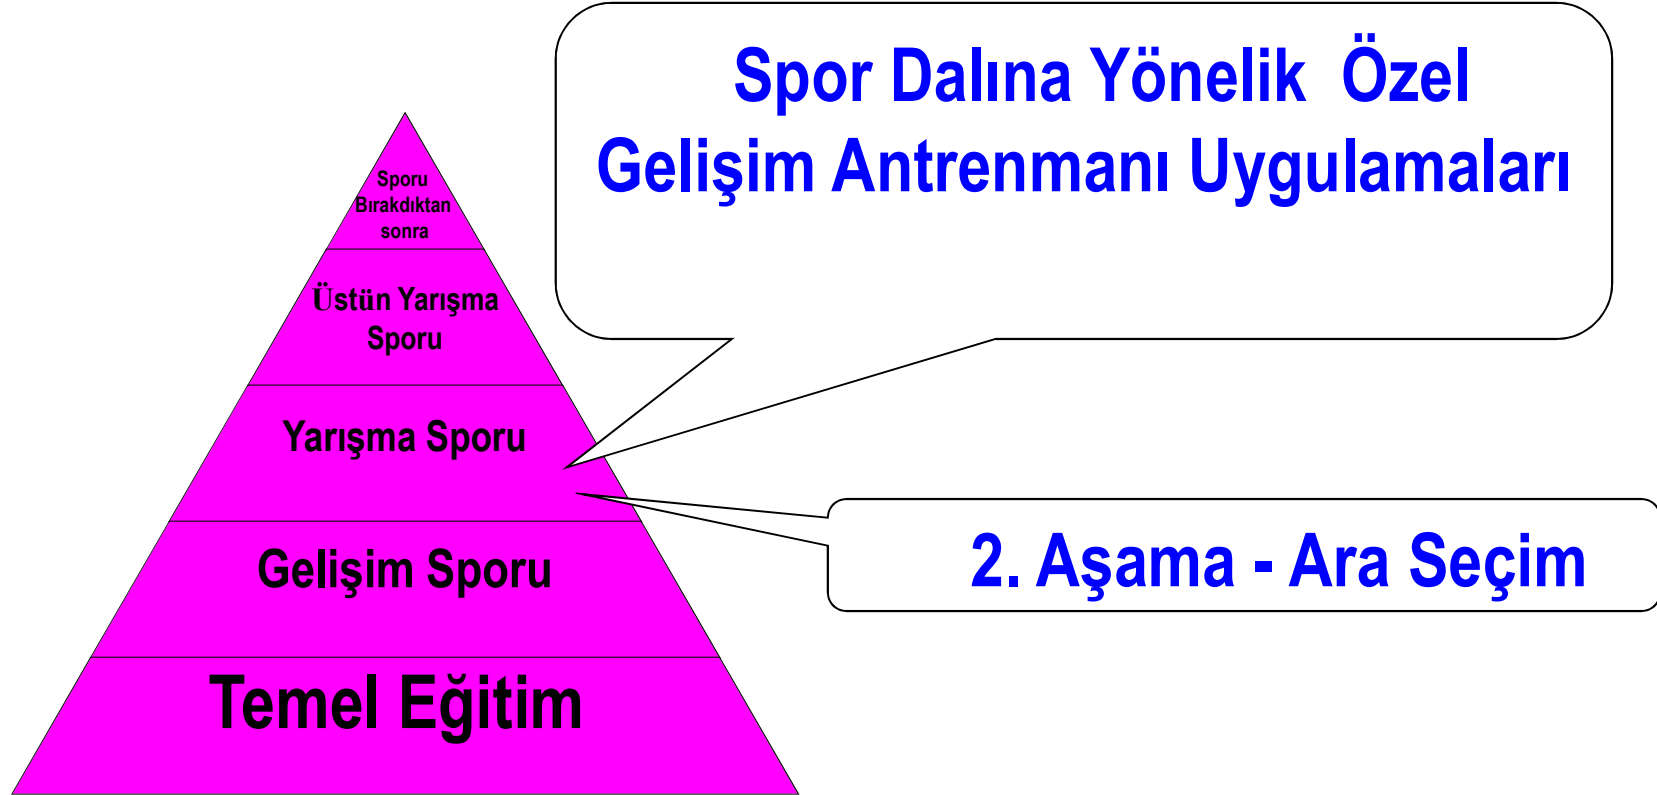 Spor Dalına Yönelik Özel
Gelişim Antrenmanı Uygulamaları
Sporu
Bırakdıktan
sonra
Üstün Yarışma
Sporu
Yarışma Sporu
2. Aşama - Ara Seçim
Gelişim Sporu
Temel Eğitim